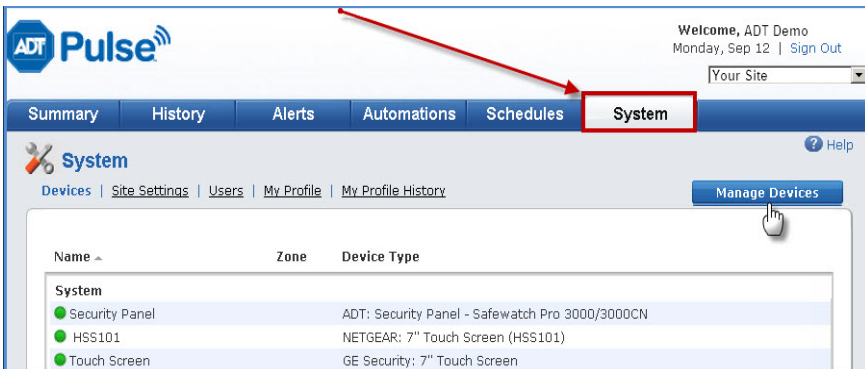 ADT Pulse
Welcome, ADT Demo
Monday, Sep 12 | Sign Out
Your Site
Summary History Alerts Automations Schedules System
? Help
System
Devices | Site Settings | Users | My Profile | My Profile History
Manage Devices
Name Zone Device Type
System
Security Panel ADT: Security Panel - Safewatch Pro 3000/3000CN
HSS101 NETGEAR: 7" Touch Screen (HSS101)
Touch Screen GE Security: 7" Touch Screen